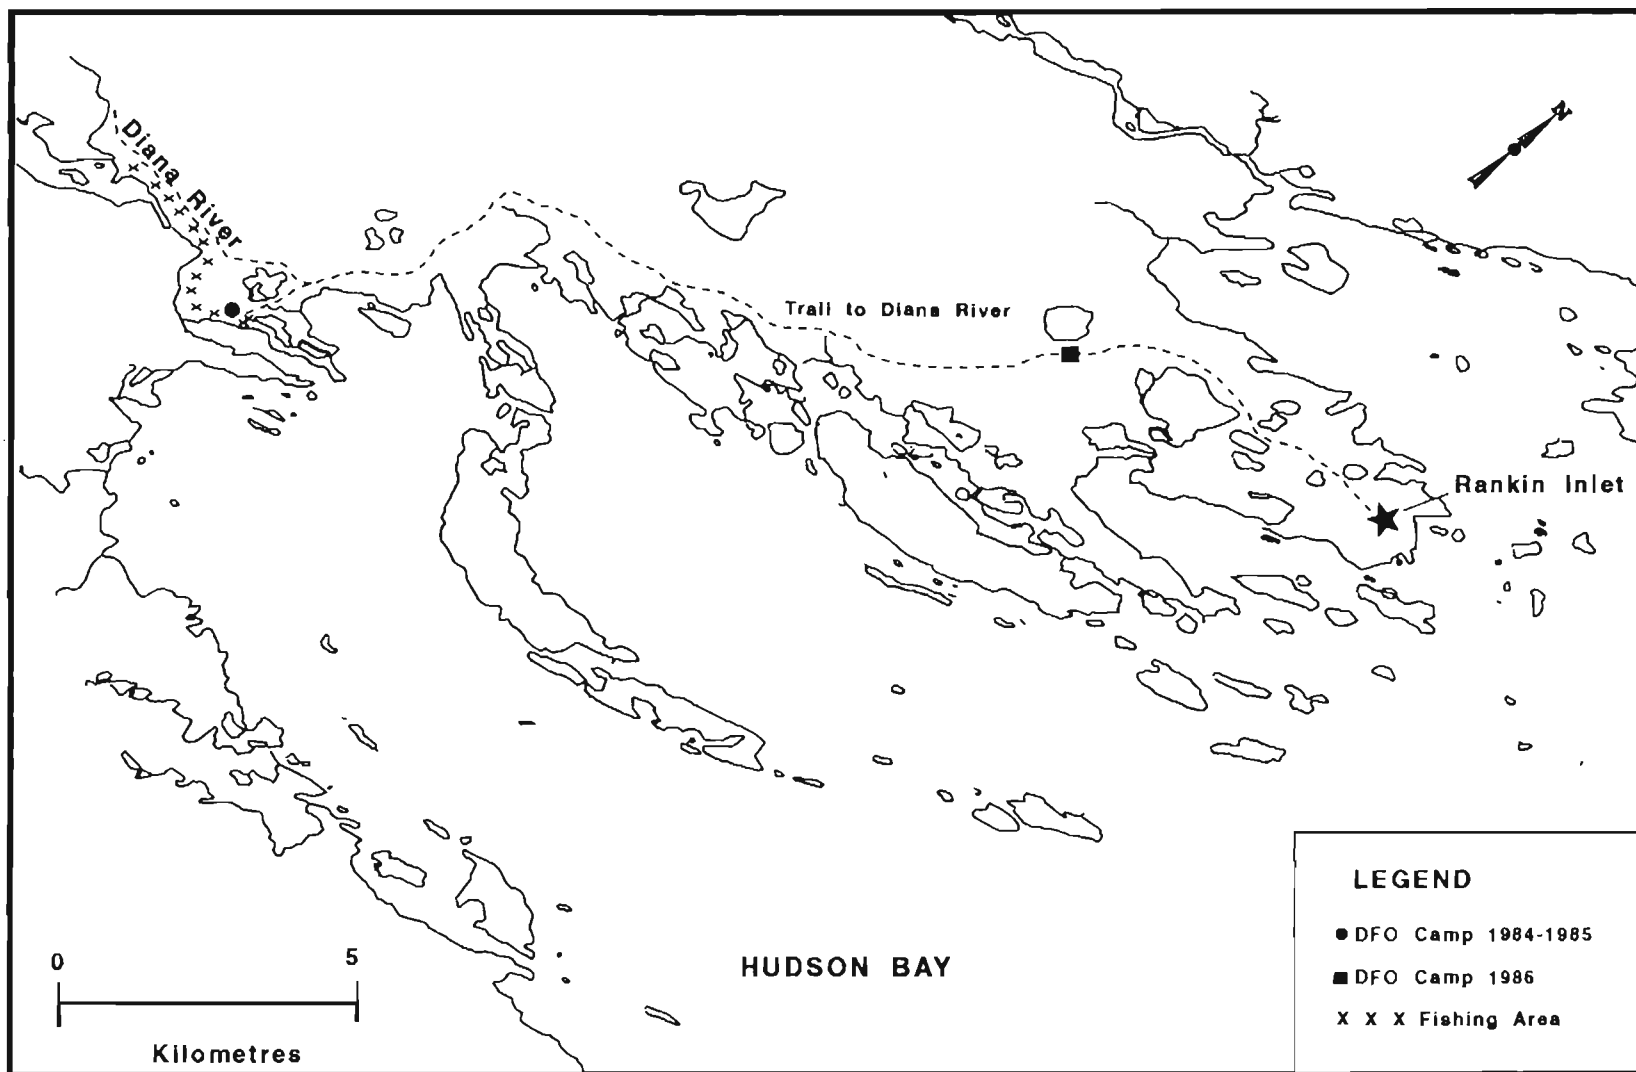 N
Diana River
Trail to Diana River
Rankin Inlet
LEGEND
DFO Camp 1984-1985
DFO Camp 1986
X X X Fishing Area
HUDSON BAY
0 5
Kilometres